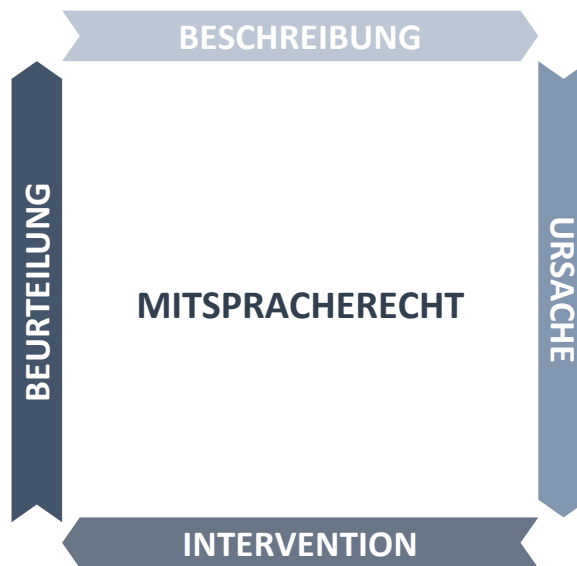 BESCHREIBUNG
BEURTEILUNG
MITSPRACHERECHT
URSACHE
INTERVENTION